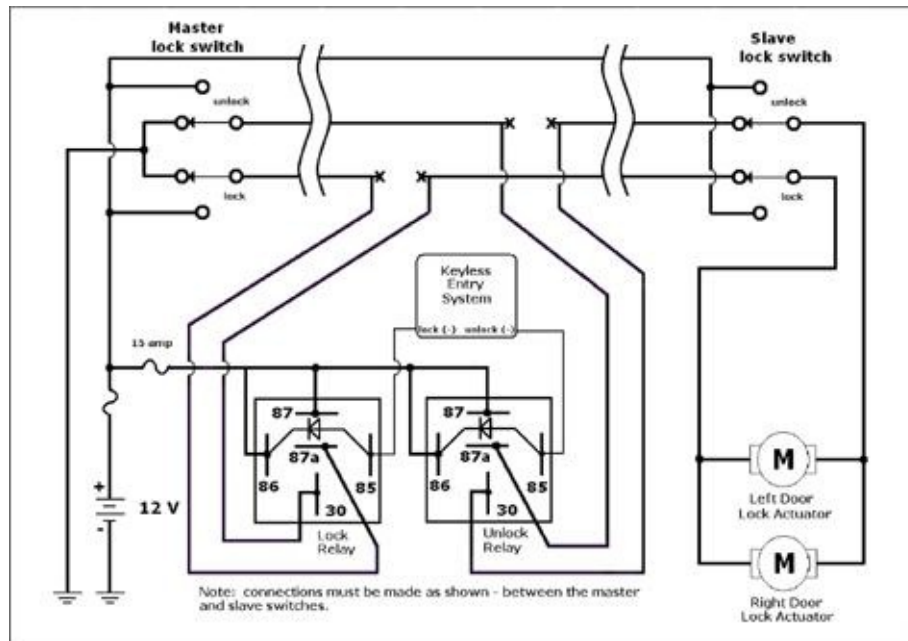 Master
lock switch
Slave
lock switch
unlock
unlock
lock
lock
Keyless
Entry
System
lock (-) unlock (-)
15 amp
87
87
87a
87a
86
85
86
85
30
30
+
12 V
-
Lock
Relay
Unlock
Relay
M
Left Door
Lock Actuator
M
Right Door
Lock Actuator
Note: connections must be made as shown - between the master
and slave switches.